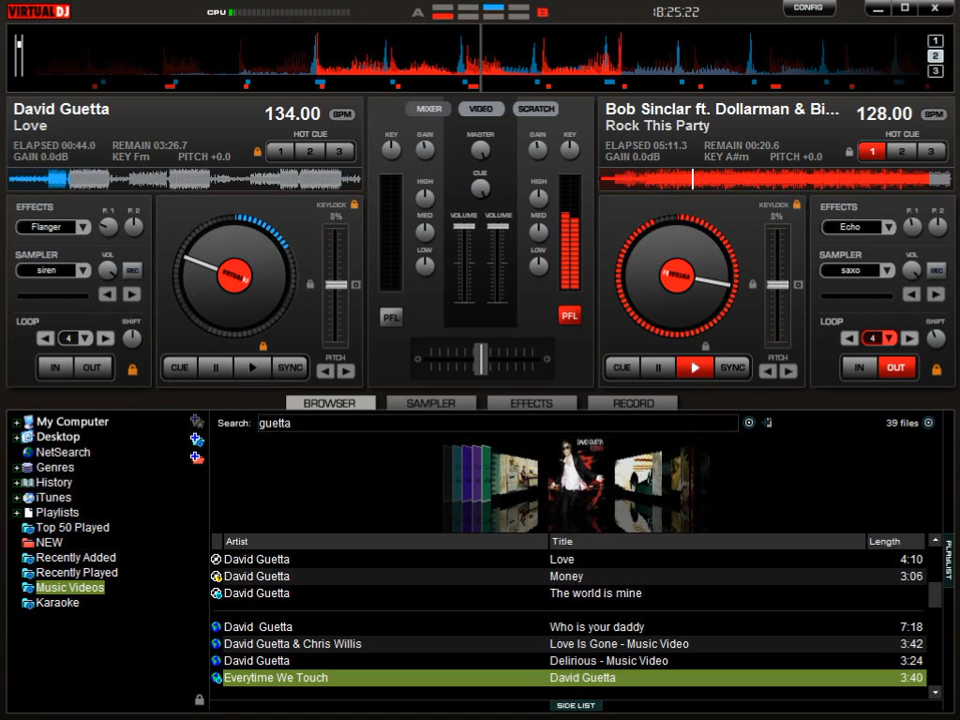 VIRTUAL DJ
CPU
A B
18:25:22
CONFIG
X
1
2
3
David Guetta
Love
134.00 BPM
HOT CUE
ELAPSED 00:44.0 REMAIN 03:26.7
GAIN 0.0dB KEY Fm PITCH +0.0
1 2 3
MIXER VIDEO SCRATCH
KEY GAIN MASTER GAIN KEY
HIGH CUE HIGH
MED VOLUME VOLUME MED
LOW LOW
PFL PFL
Bob Sinclar ft. Dollarman & Bi...
Rock This Party
128.00 BPM
HOT CUE
ELAPSED 05:11.3 REMAIN 00:20.6
GAIN 0.0dB KEY A#m PITCH +0.0
1 2 3
EFFECTS P. 1 P. 2
Flanger
SAMPLER VOL
siren REC
LOOP SHIFT
4
IN OUT
KEYLOCK
8%
VIRTUAL DJ
CUE SYNC
PITCH
KEYLOCK
8%
CUE SYNC
PITCH
EFFECTS P. 1 P. 2
Echo
SAMPLER VOL
saxo REC
LOOP SHIFT
4
IN OUT
BROWSER SAMPLER EFFECTS RECORD
My Computer
Desktop
NetSearch
Genres
History
iTunes
Playlists
Top 50 Played
NEW
Recently Added
Recently Played
Music Videos
Karaoke
Search: guetta 39 files
DAVID GUETTA
Artist Title Length
David Guetta Love 4:10
David Guetta Money 3:06
David Guetta The world is mine
David Guetta Who is your daddy 7:18
David Guetta & Chris Willis Love Is Gone - Music Video 3:42
David Guetta Delirious - Music Video 3:24
Everytime We Touch David Guetta 3:40
SIDE LIST
PLAYLIST